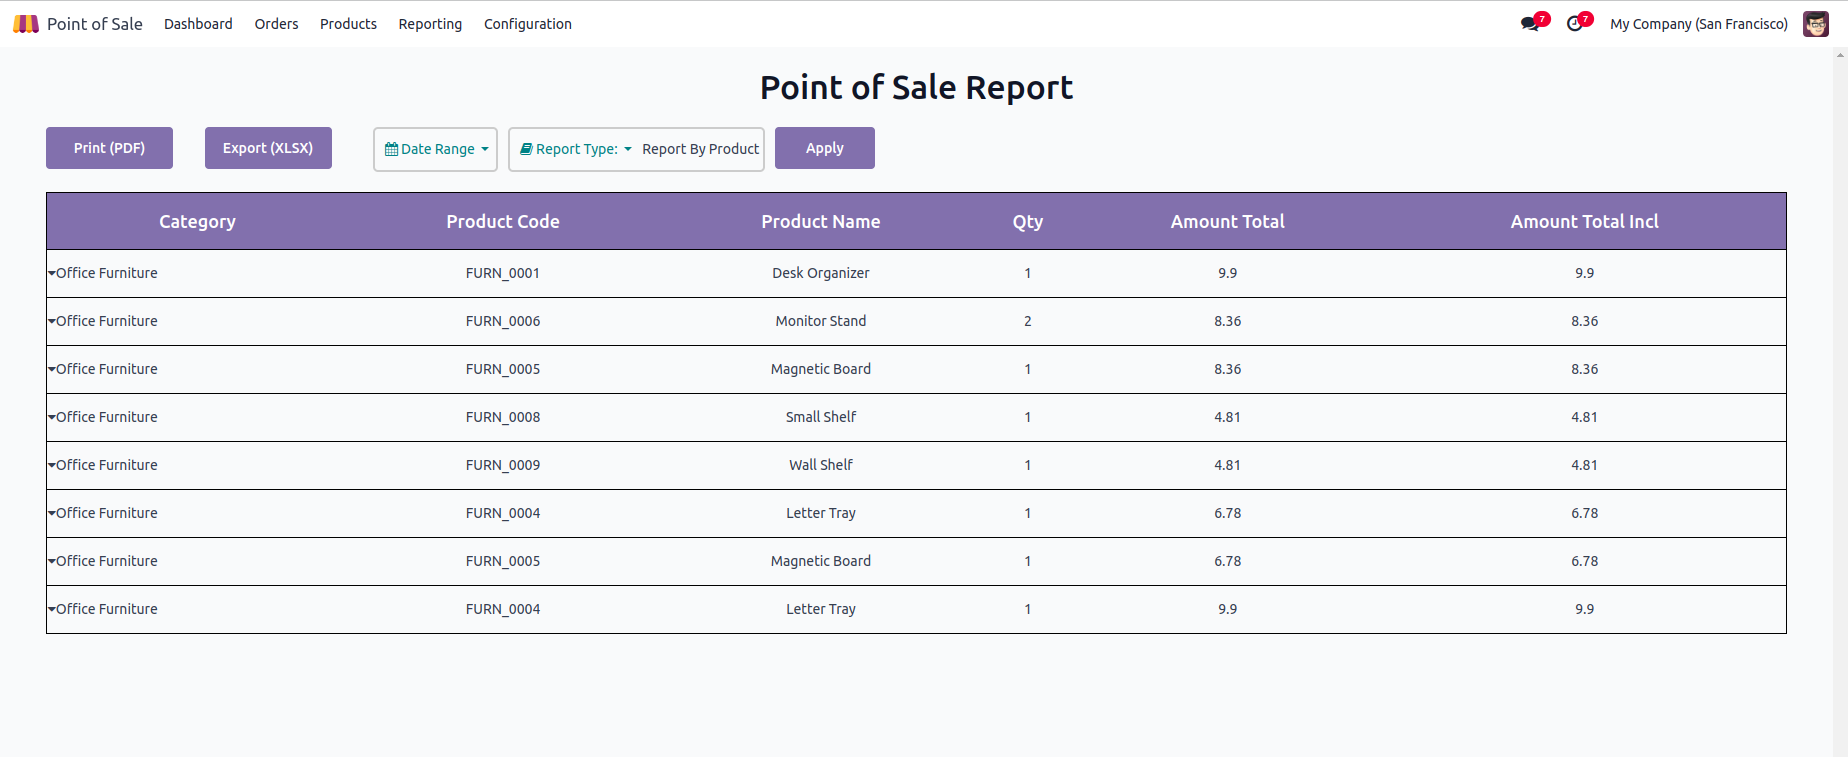 Point of Sale Dashboard Orders Products Reporting Configuration 7 7 My Company (San Francisco)
Point of Sale Report
Print (PDF) Export (XLSX) Date Range Report Type: Report By Product Apply
Category Product Code Product Name Qty Amount Total Amount Total Incl
Office Furniture FURN_0001 Desk Organizer 1 9.9 9.9
Office Furniture FURN_0006 Monitor Stand 2 8.36 8.36
Office Furniture FURN_0005 Magnetic Board 1 8.36 8.36
Office Furniture FURN_0008 Small Shelf 1 4.81 4.81
Office Furniture FURN_0009 Wall Shelf 1 4.81 4.81
Office Furniture FURN_0004 Letter Tray 1 6.78 6.78
Office Furniture FURN_0005 Magnetic Board 1 6.78 6.78
Office Furniture FURN_0004 Letter Tray 1 9.9 9.9